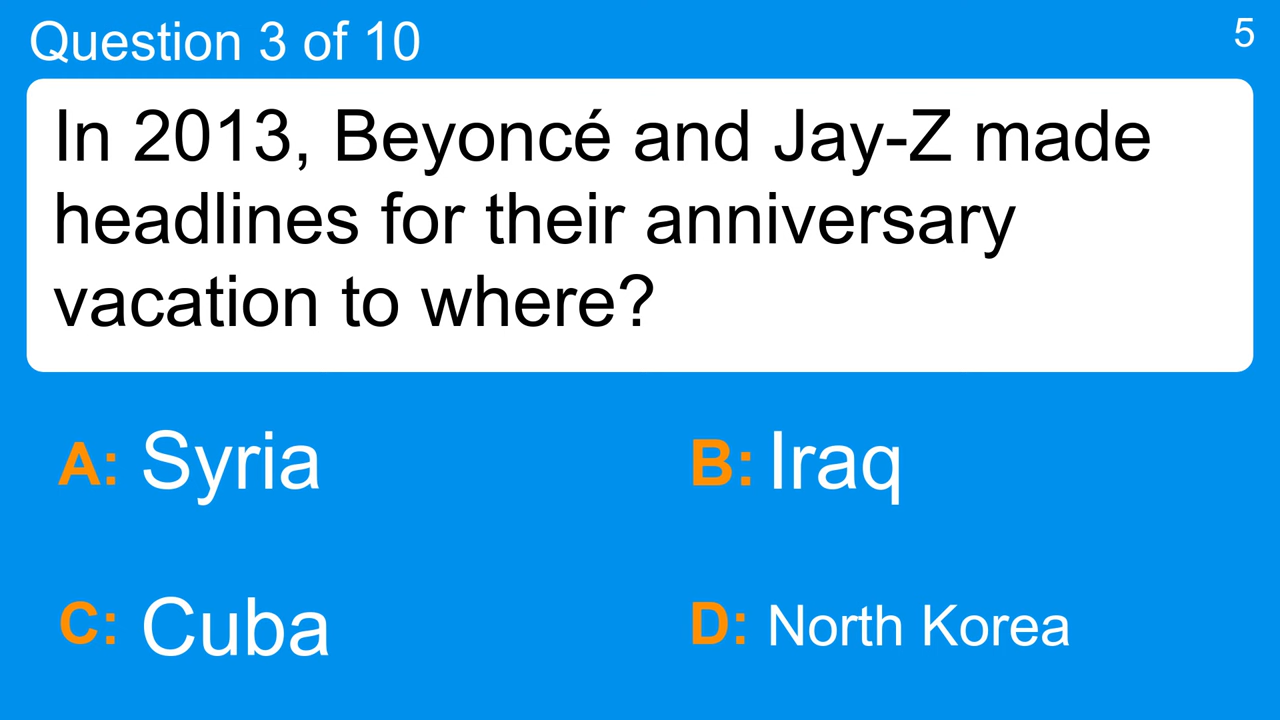 Question 3 of 10
5
In 2013, Beyoncé and Jay-Z made
headlines for their anniversary
vacation to where?
A: Syria
B: Iraq
C: Cuba
D: North Korea